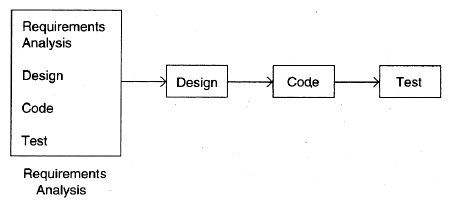 Requirements
Analysis
Design
Code
Test
Design
Code
Test
Requirements
Analysis